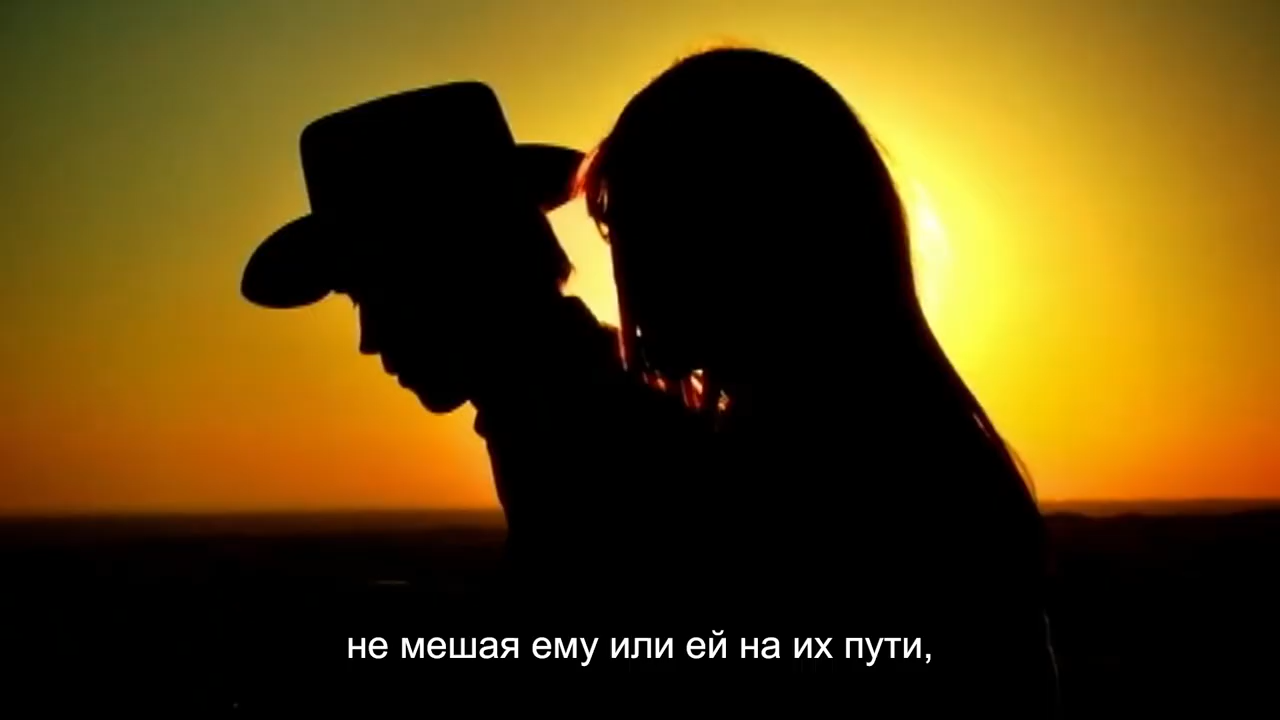 не мешая ему или ей на их пути,